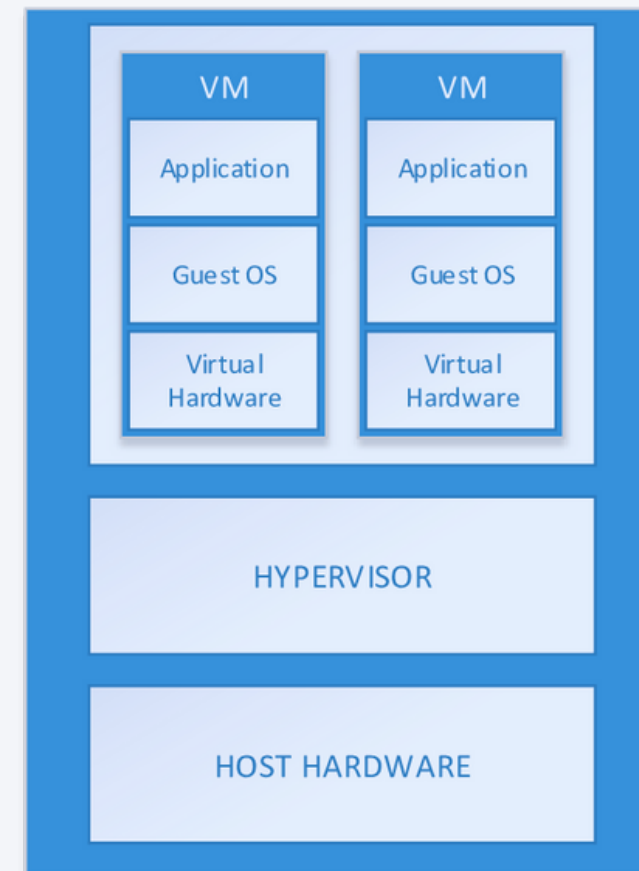 VM
Application
Guest OS
Virtual
Hardware
VM
Application
Guest OS
Virtual
Hardware
HYPERVISOR
HOST HARDWARE